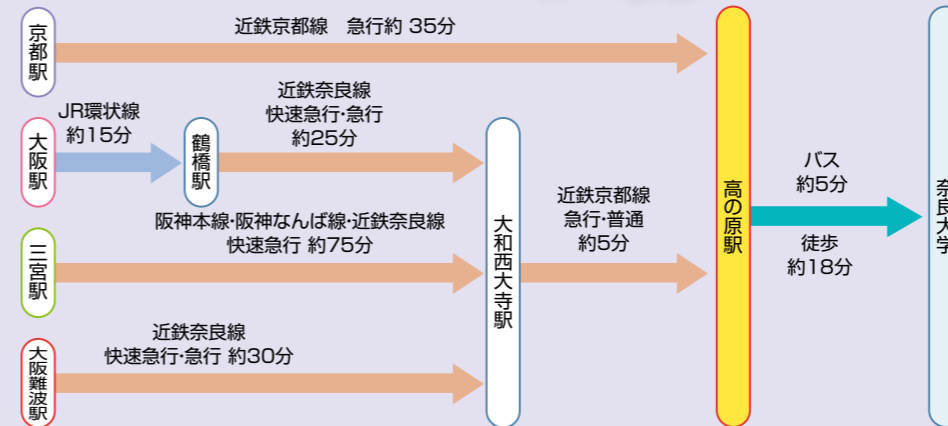 京都駅
近鉄京都線 急行約 35分
大阪駅
JR環状線
約15分
鶴橋駅
近鉄奈良線
快速急行・急行
約25分
三宮駅
阪神本線・阪神なんば線・近鉄奈良線
快速急行 約75分
大阪難波駅
近鉄奈良線
快速急行・急行 約30分
大和西大寺駅
近鉄京都線
急行・普通
約5分
高の原駅
バス
約5分
徒歩
約18分
奈良大学